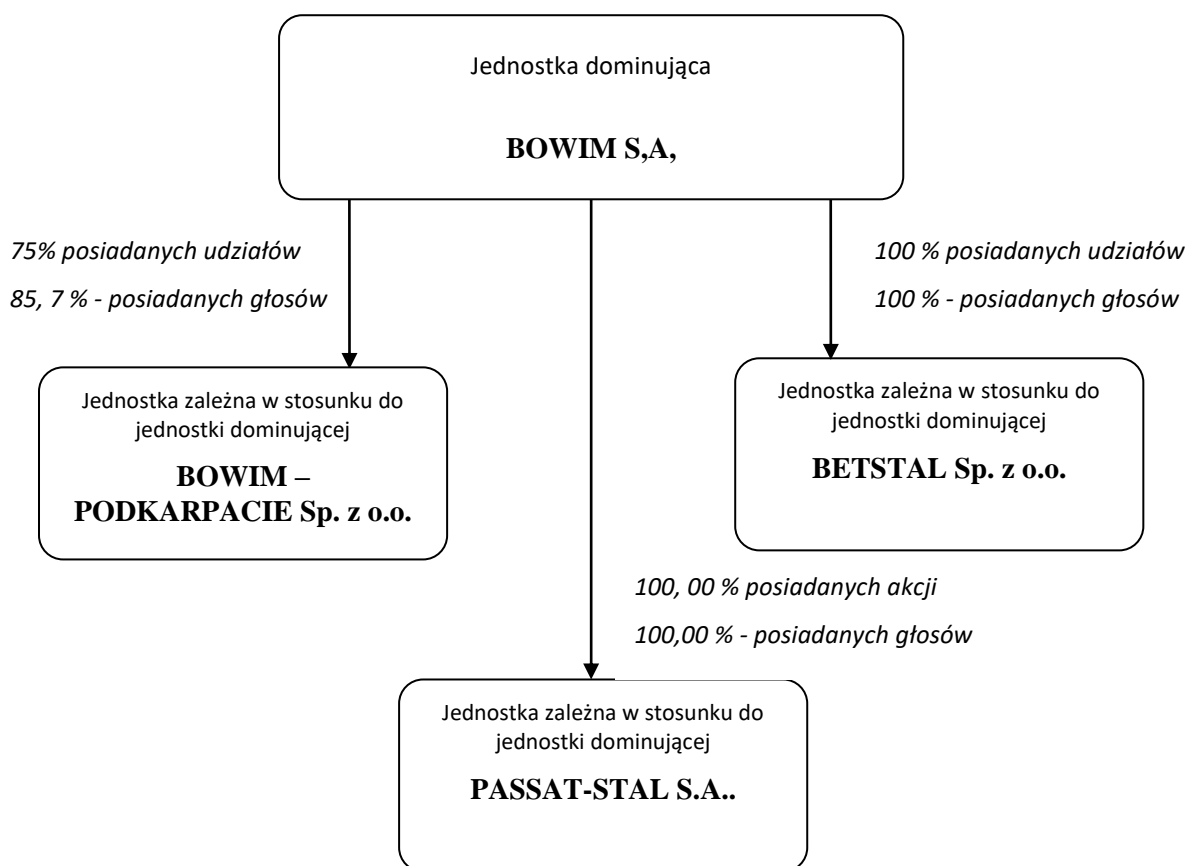 Jednostka dominująca
BOWIM S,A,
75% posiadanych udziałów
85, 7 % - posiadanych głosów
100 % posiadanych udziałów
100 % - posiadanych głosów
Jednostka zależna w stosunku do
jednostki dominującej
BOWIM –
PODKARPACIE Sp. z o.o.
Jednostka zależna w stosunku do
jednostki dominującej
BETSTAL Sp. z o.o.
100, 00 % posiadanych akcji
100,00 % - posiadanych głosów
Jednostka zależna w stosunku do
jednostki dominującej
PASSAT-STAL S.A..